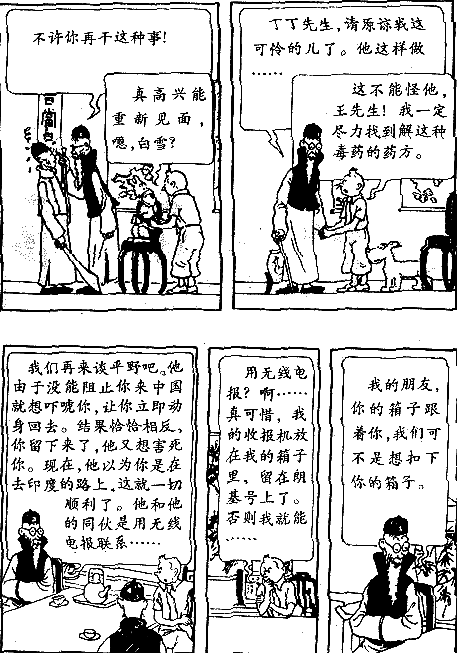 不许你再干这种事！
真高兴能
重新见面，
嗯，白雪？
丁丁先生，请原谅我这
可怜的儿子。他这样做
……
这不能怪他，
王先生！我一定
尽力找到解这种
毒药的药方。
我们再来谈平野吧。他
由于没能阻止你来中国
就想吓唬你，让你立即动
身回去。结果恰恰相反，
你留下来了，他又想害死
你。现在，他以为你是在
去印度的路上。这就一切
顺利了。他和他
的同伙是用无线
电报联系……
用无线电
报？啊……
真可惜，我
的收报机放
在我的箱子
里，留在朗
基号上了。
否则我就能
……
我的朋友，
你的箱子跟
着你，我们可
不是想扣下
你的箱子。